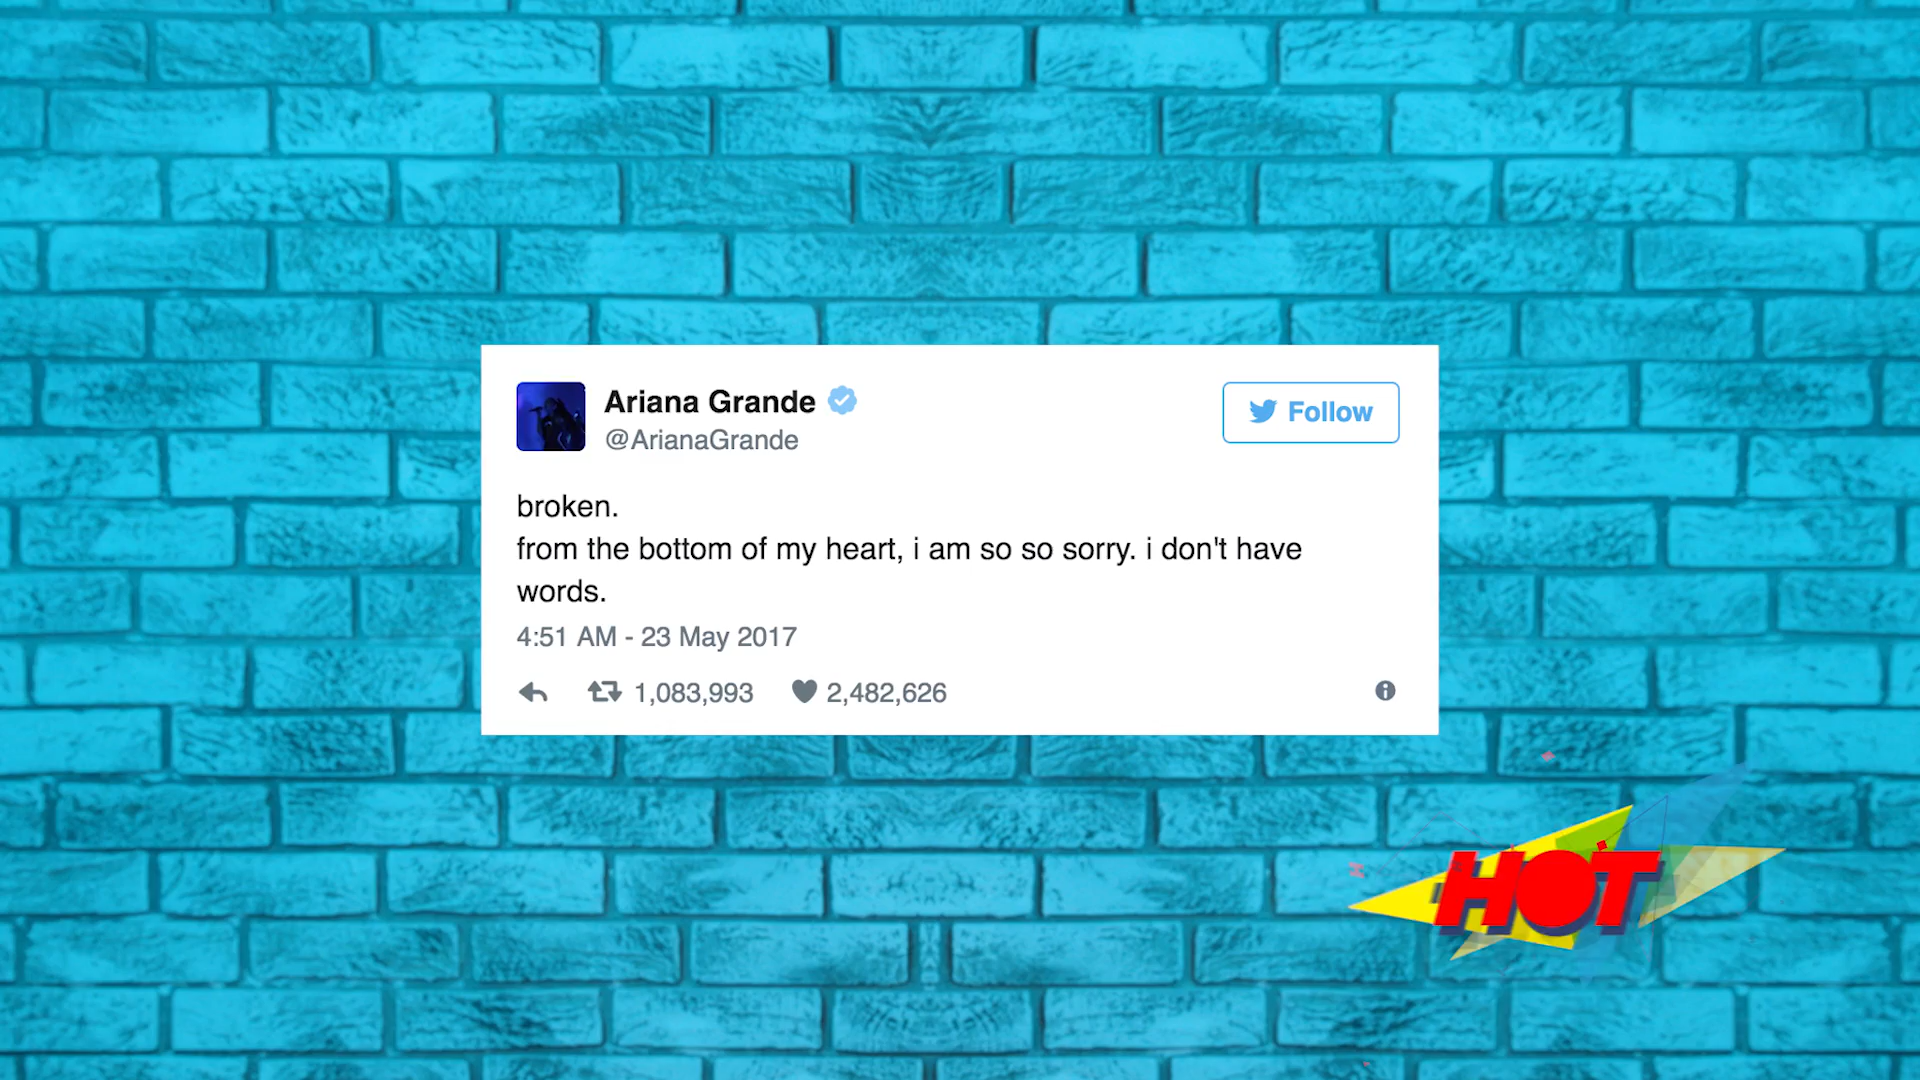 Ariana Grande
@ArianaGrande
Follow
broken.
from the bottom of my heart, i am so so sorry. i don't have
words.
4:51 AM - 23 May 2017
1,083,993 2,482,626
HOT